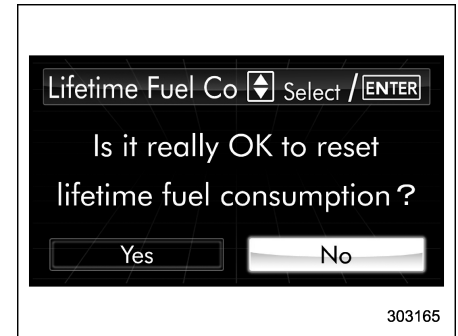 Lifetime Fuel Co Select / ENTER
Is it really OK to reset
lifetime fuel consumption ?
Yes No
303165